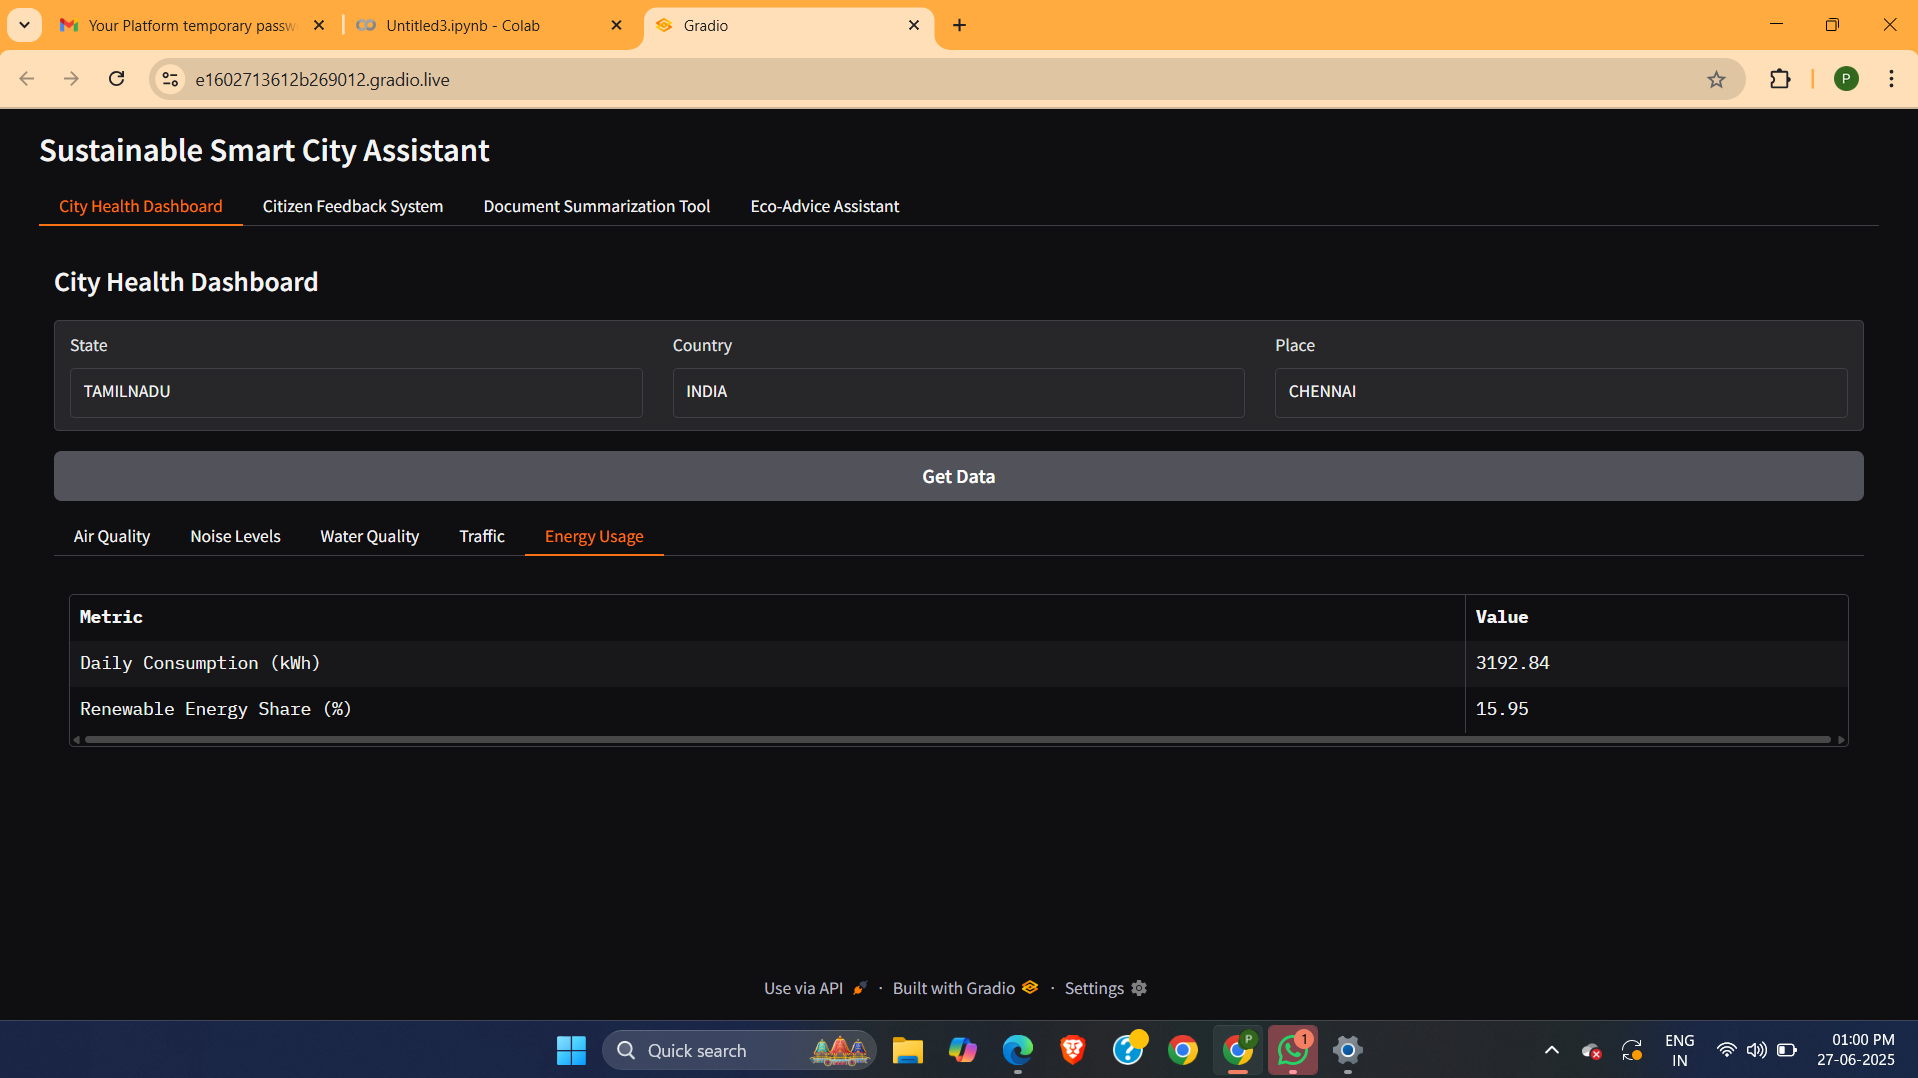 Your Platform temporary passw
Untitled3.ipynb - Colab
Gradio
e1602713612b269012.gradio.live
P
Sustainable Smart City Assistant
City Health Dashboard
Citizen Feedback System
Document Summarization Tool
Eco-Advice Assistant
City Health Dashboard
State
Country
Place
TAMILNADU
INDIA
CHENNAI
Get Data
Air Quality
Noise Levels
Water Quality
Traffic
Energy Usage
Metric
Value
Daily Consumption (kWh)
3192.84
Renewable Energy Share (%)
15.95
Use via API
·
Built with Gradio
·
Settings
Quick search
P
1
ENG
IN
01:00 PM
27-06-2025